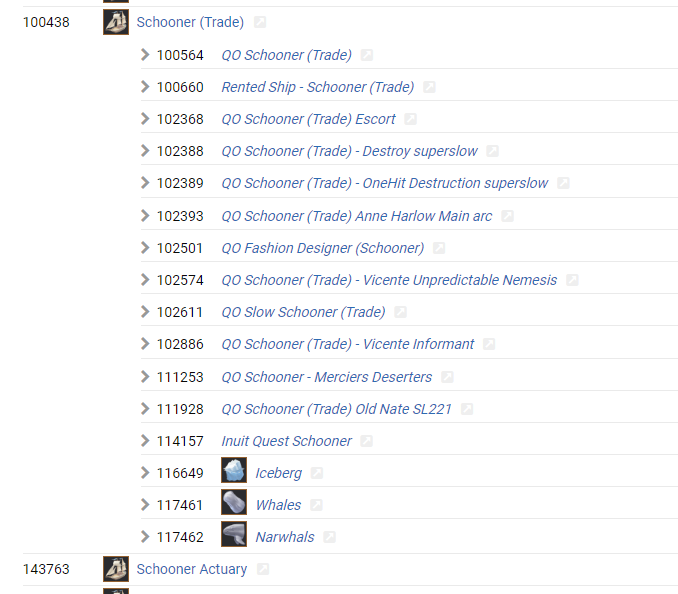 100438 Schooner (Trade)
100564 QO Schooner (Trade)
100660 Rented Ship - Schooner (Trade)
102368 QO Schooner (Trade) Escort
102388 QO Schooner (Trade) - Destroy superslow
102389 QO Schooner (Trade) - OneHit Destruction superslow
102393 QO Schooner (Trade) Anne Harlow Main arc
102501 QO Fashion Designer (Schooner)
102574 QO Schooner (Trade) - Vicente Unpredictable Nemesis
102611 QO Slow Schooner (Trade)
102886 QO Schooner (Trade) - Vicente Informant
111253 QO Schooner - Merciers Deserters
111928 QO Schooner (Trade) Old Nate SL221
114157 Inuit Quest Schooner
116649 Iceberg
117461 Whales
117462 Narwhals
143763 Schooner Actuary